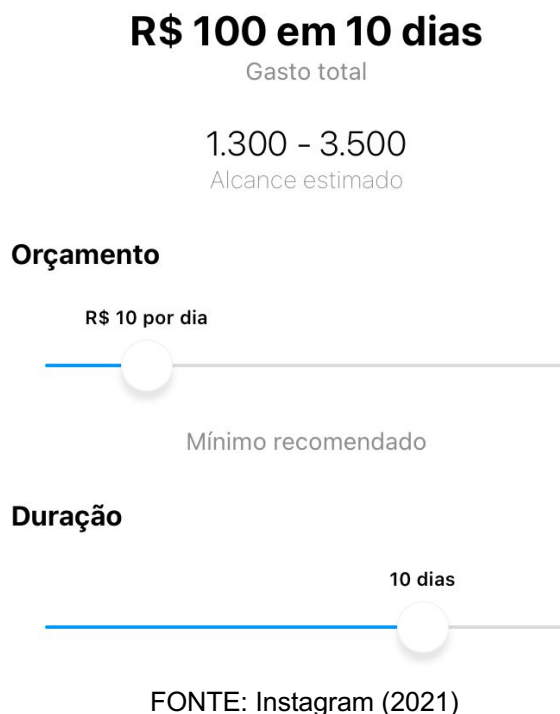 R$ 100 em 10 dias
Gasto total
1.300 - 3.500
Alcance estimado
Orçamento
R$ 10 por dia
Mínimo recomendado
Duração
10 dias
FONTE: Instagram (2021)